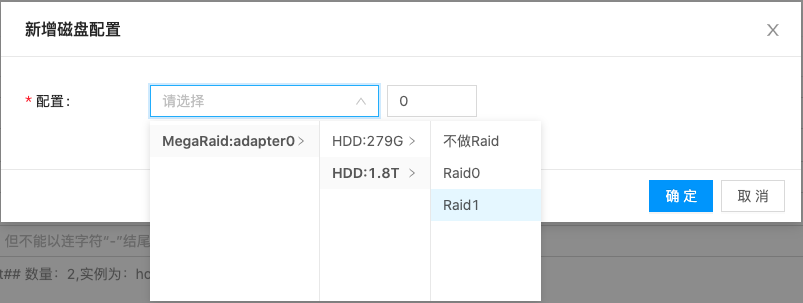 新增磁盘配置
* 配置：
请选择
0
MegaRaid:adapter0
HDD:279G
HDD:1.8T
不做Raid
Raid0
Raid1
确 定
取 消
但不能以连字符“-”结尾
t## 数量：2,实例为：ho